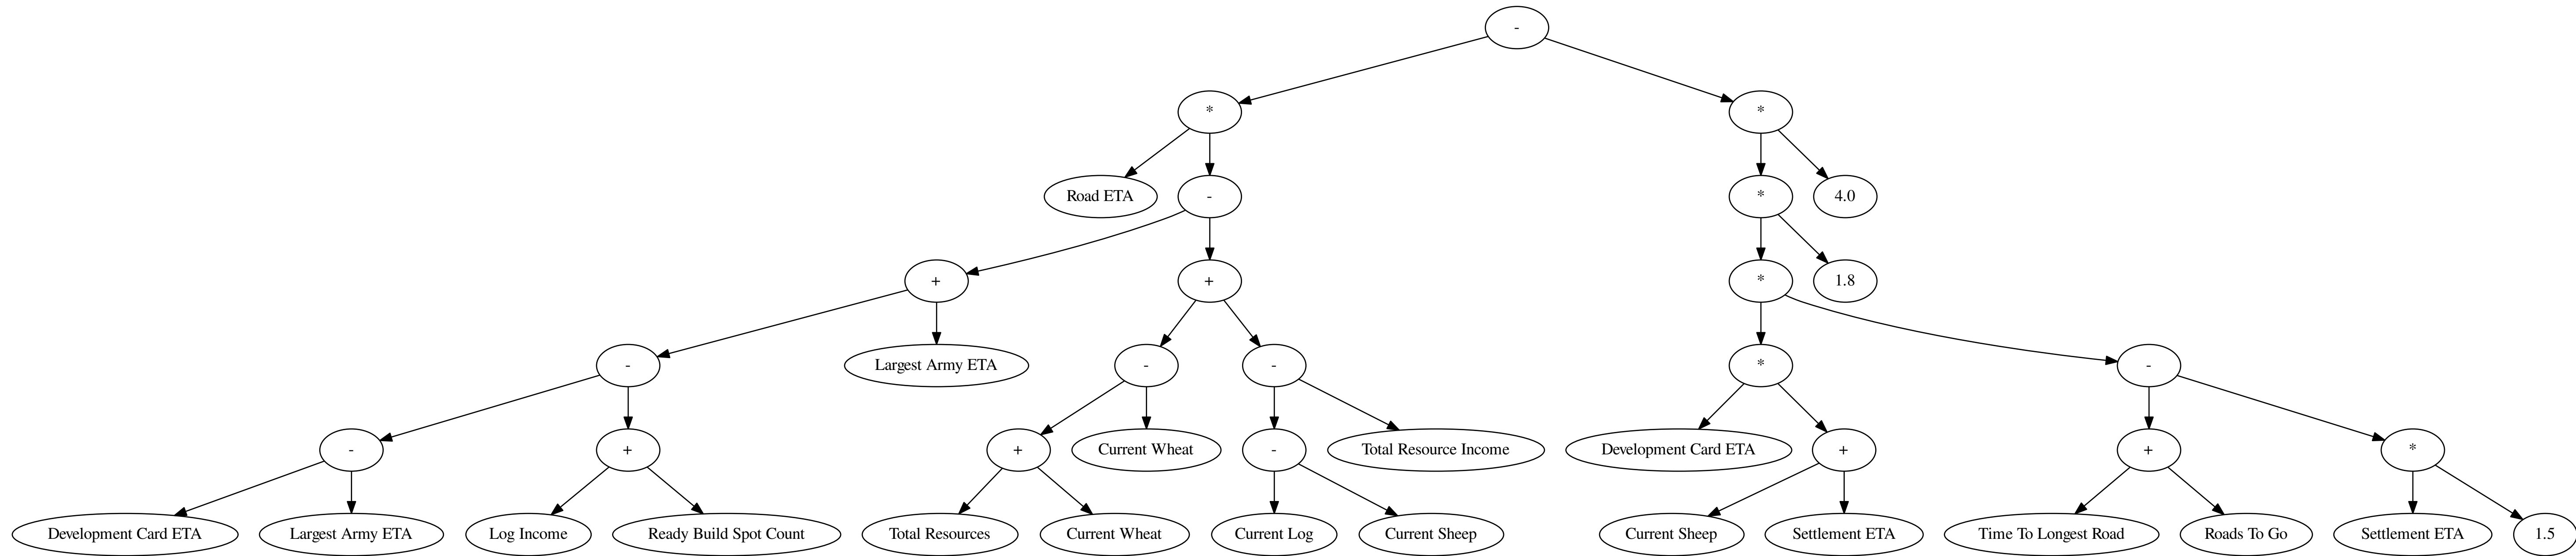 -
*
*
Road ETA
-
*
4.0
+
+
*
1.8
-
Largest Army ETA
-
-
*
-
-
+
+
Current Wheat
-
Total Resource Income
Development Card ETA
+
+
*
Development Card ETA
Largest Army ETA
Log Income
Ready Build Spot Count
Total Resources
Current Wheat
Current Log
Current Sheep
Current Sheep
Settlement ETA
Time To Longest Road
Roads To Go
Settlement ETA
1.5